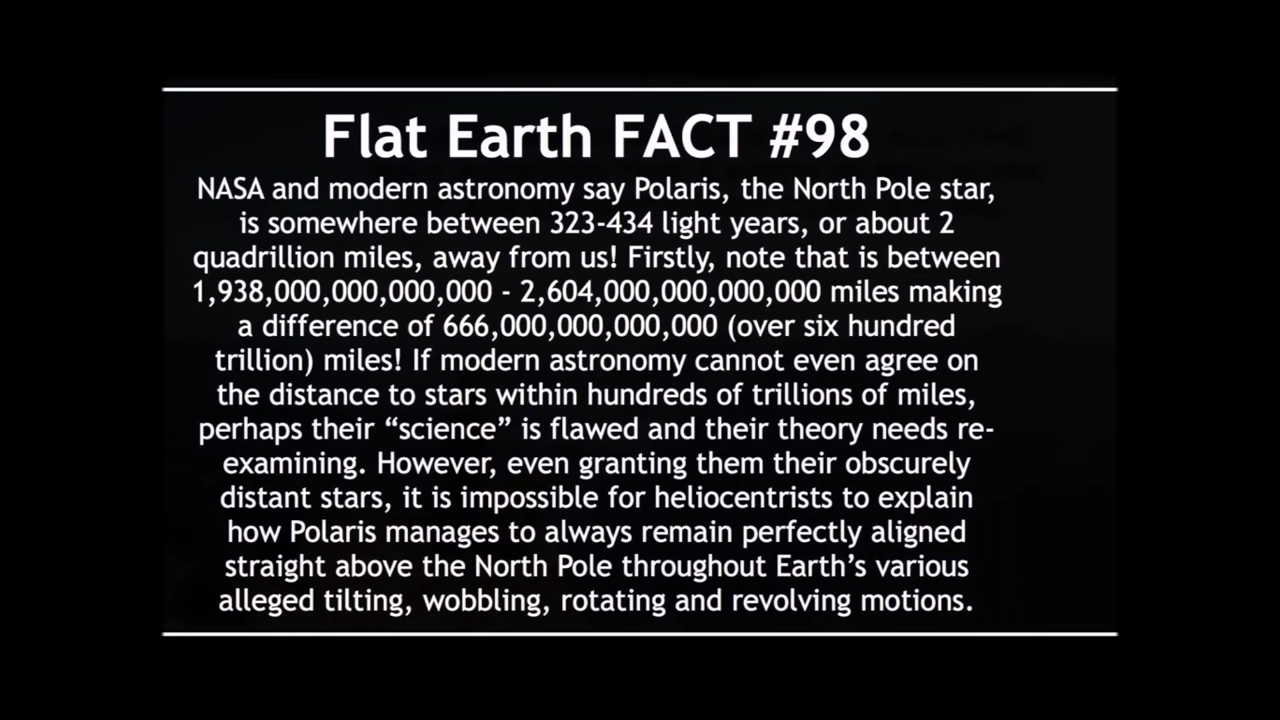 Flat Earth FACT #98
NASA and modern astronomy say Polaris, the North Pole star,
is somewhere between 323-434 light years, or about 2
quadrillion miles, away from us! Firstly, note that is between
1,938,000,000,000,000 - 2,604,000,000,000,000 miles making
a difference of 666,000,000,000,000 (over six hundred
trillion) miles! If modern astronomy cannot even agree on
the distance to stars within hundreds of trillions of miles,
perhaps their “science” is flawed and their theory needs re-
examining. However, even granting them their obscurely
distant stars, it is impossible for heliocentrists to explain
how Polaris manages to always remain perfectly aligned
straight above the North Pole throughout Earth’s various
alleged tilting, wobbling, rotating and revolving motions.